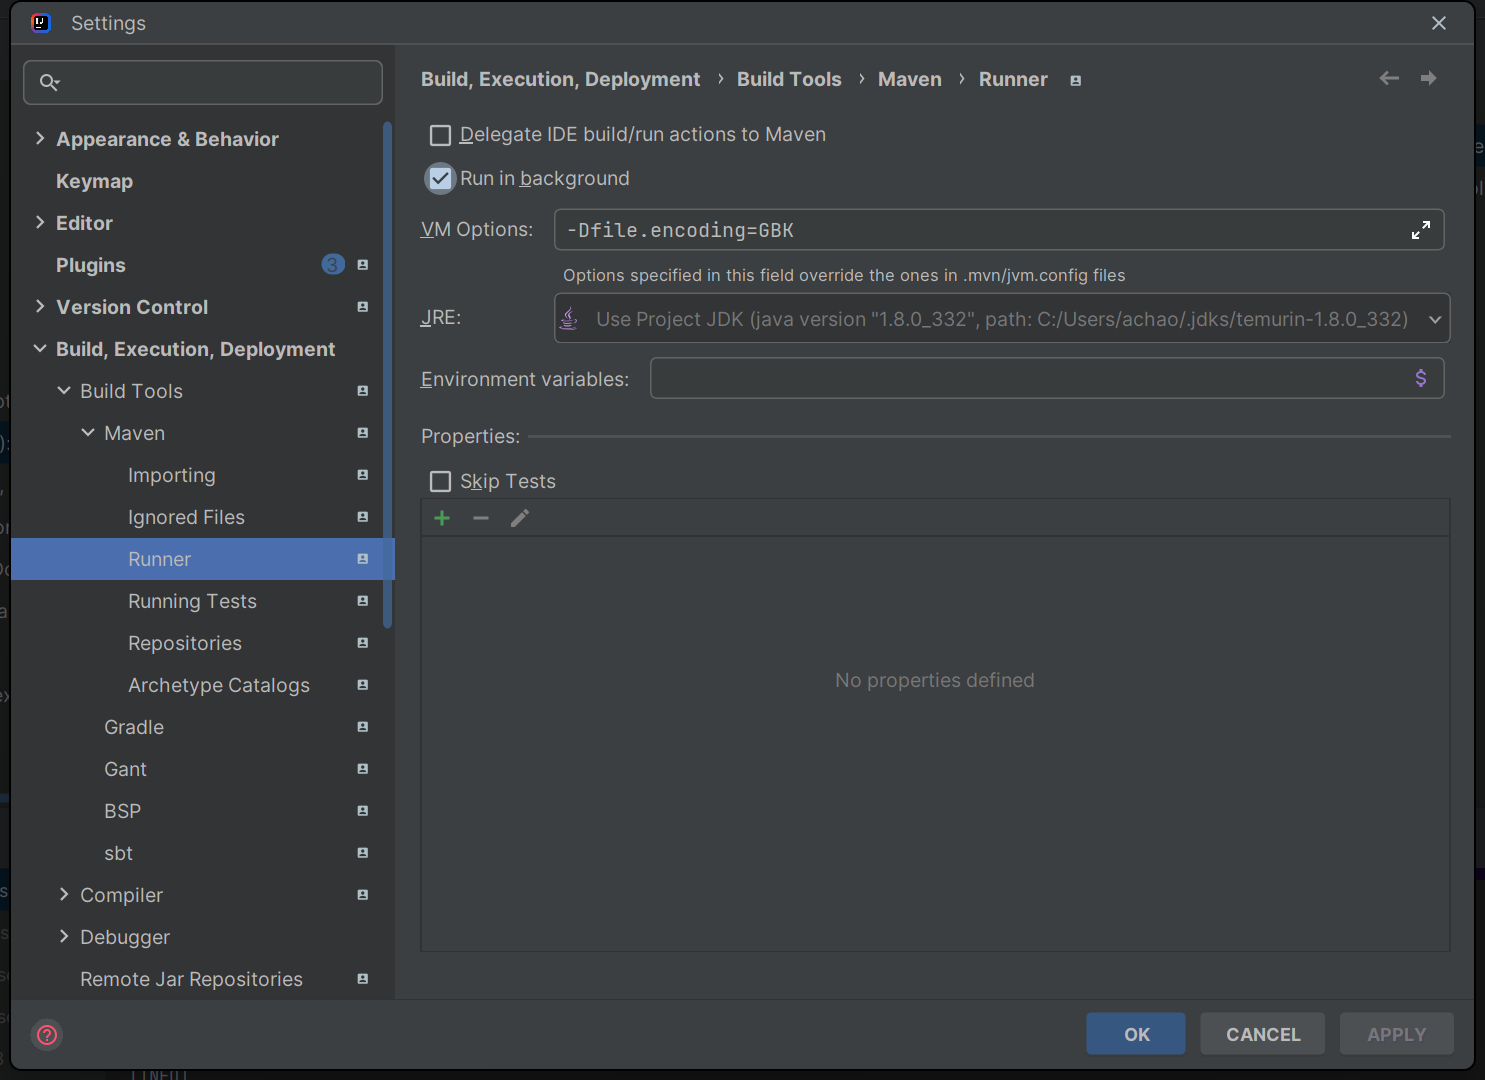 Settings
Appearance & Behavior
Keymap
Editor
Plugins 3
Version Control
Build, Execution, Deployment
Build Tools
Maven
Importing
Ignored Files
Runner
Running Tests
Repositories
Archetype Catalogs
Gradle
Gant
BSP
sbt
Compiler
Debugger
Remote Jar Repositories
Build, Execution, Deployment › Build Tools › Maven › Runner
Delegate IDE build/run actions to Maven
Run in background
VM Options: -Dfile.encoding=GBK
Options specified in this field override the ones in .mvn/jvm.config files
JRE: Use Project JDK (java version "1.8.0_332", path: C:/Users/achao/.jdks/temurin-1.8.0_332)
Environment variables: $
Properties:
Skip Tests
No properties defined
? OK CANCEL APPLY